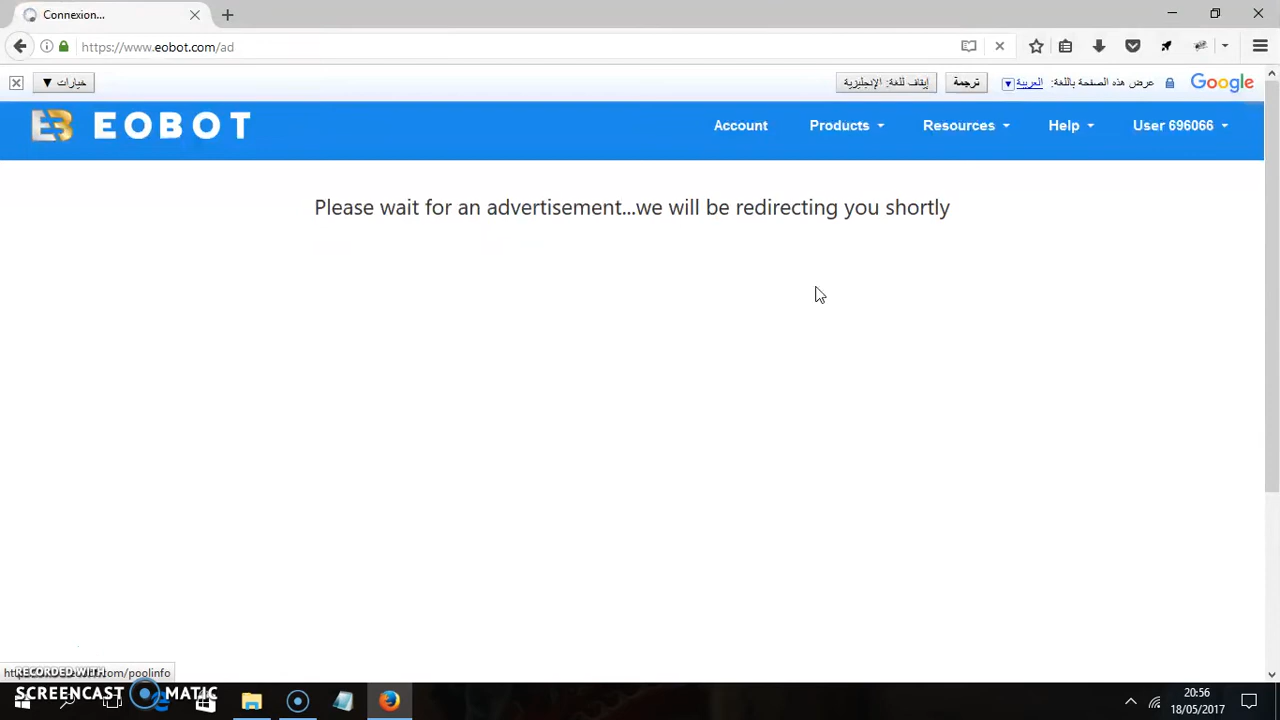 Connexion...
https://www.eobot.com/ad
خيارات ▼
إيقاف للغة: الإنجليزية
ترجمة
عرض هذه الصفحة باللغة: العربية
Google
EB EOBOT
Account Products Resources Help User 696066
Please wait for an advertisement...we will be redirecting you shortly
om/poolinfo
RECORDED WITH
SCREENCAST MATIC
20:56
18/05/2017